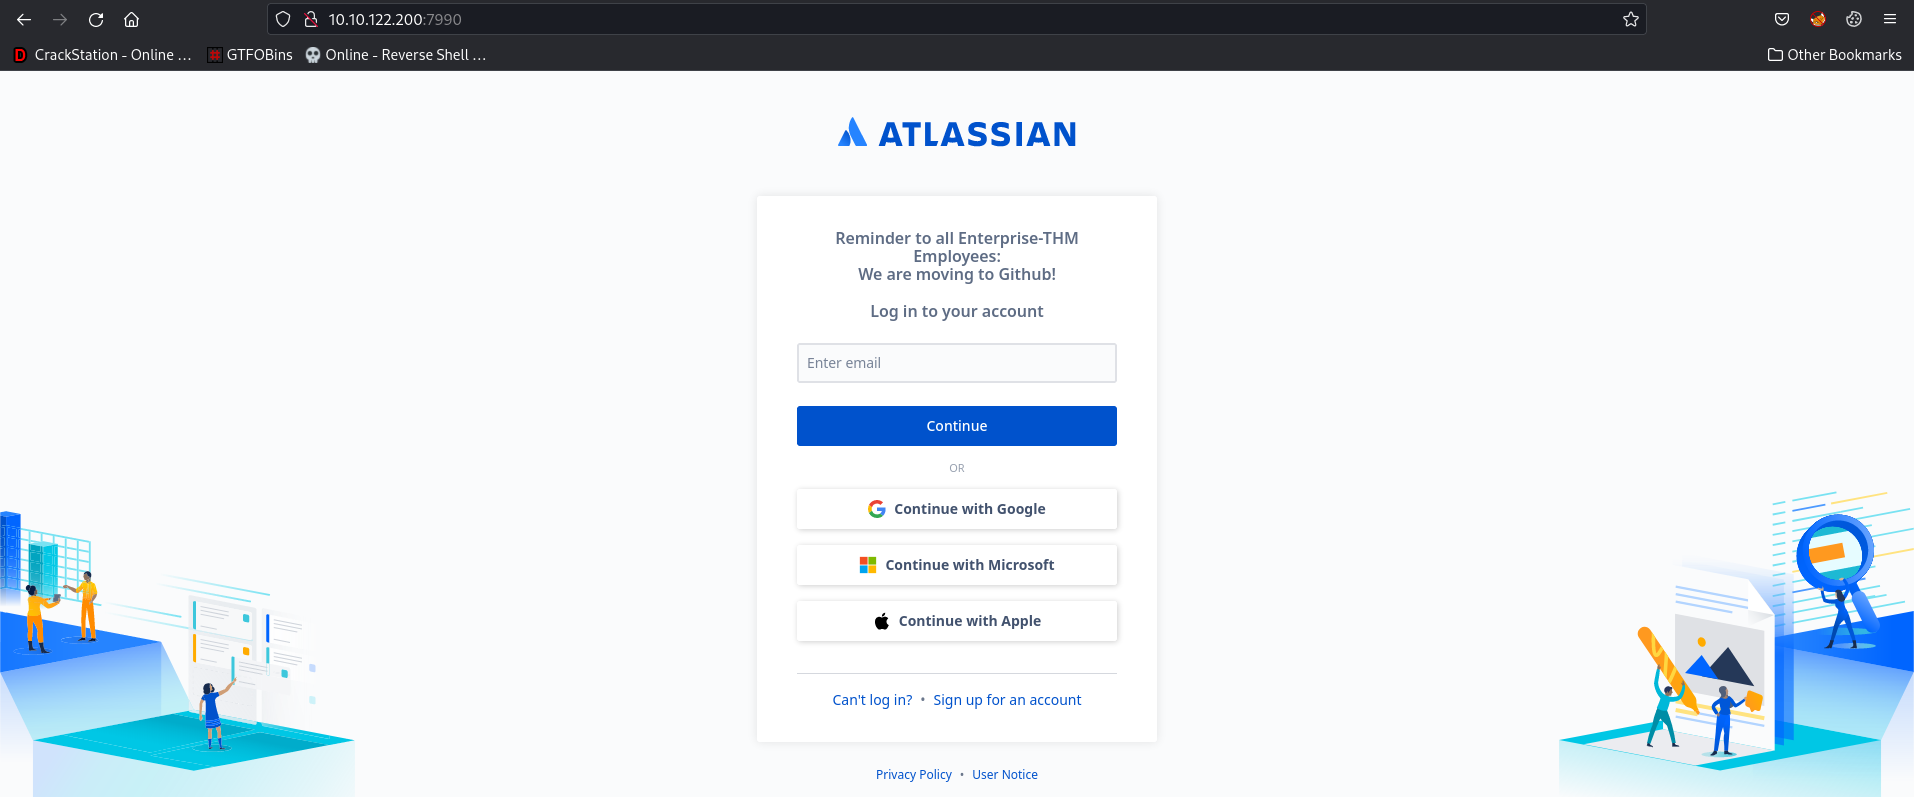 10.10.122.200:7990
CrackStation - Online ...
GTFOBins
Online - Reverse Shell ...
Other Bookmarks
ATLASSIAN
Reminder to all Enterprise-THM
Employees:
We are moving to Github!
Log in to your account
Enter email
Continue
OR
Continue with Google
Continue with Microsoft
Continue with Apple
Can't log in? • Sign up for an account
Privacy Policy • User Notice